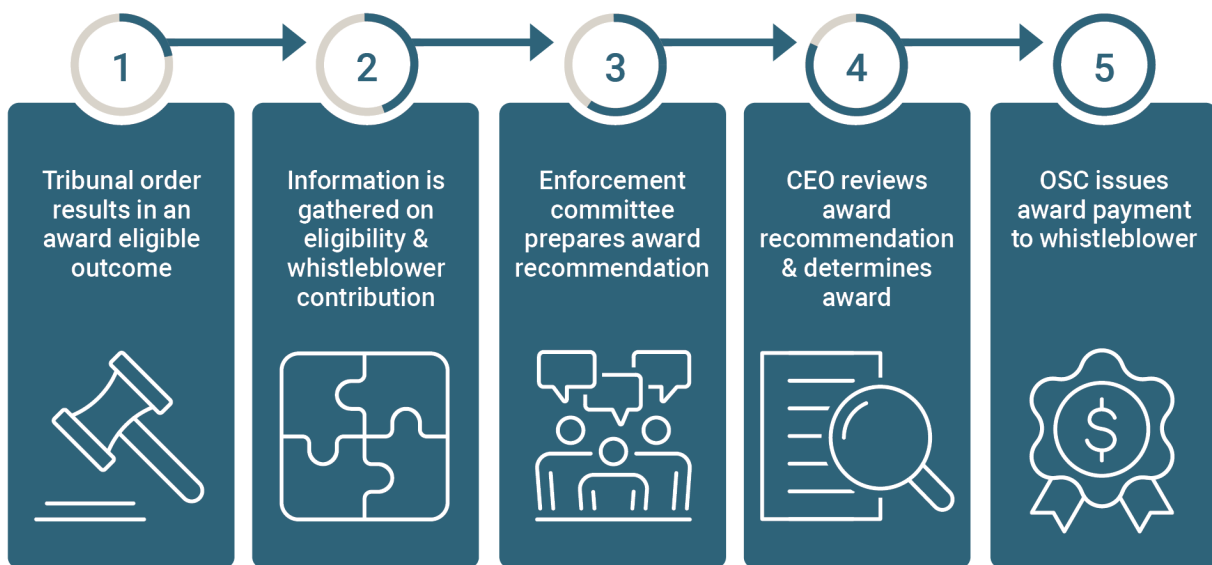 1
Tribunal order
results in an
award eligible
outcome
2
Information is
gathered on
eligibility &
whistleblower
contribution
3
Enforcement
committee
prepares award
recommendation
4
CEO reviews
award
recommendation
& determines
award
5
OSC issues
award payment
to whistleblower
$